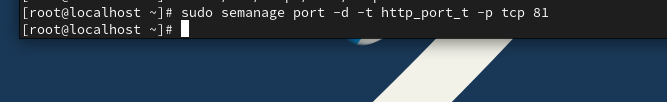 [root@localhost ~]# sudo semanage port -d -t http_port_t -p tcp 81
[root@localhost ~]#